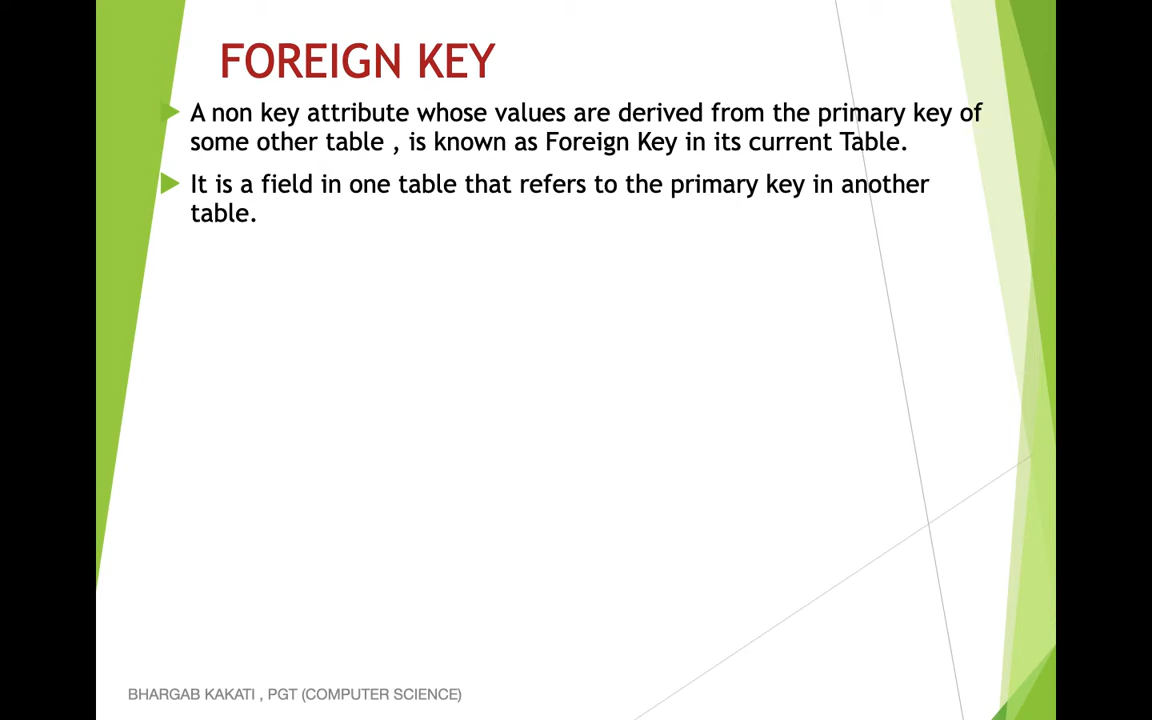 FOREIGN KEY
A non key attribute whose values are derived from the primary key of
some other table , is known as Foreign Key in its current Table.
It is a field in one table that refers to the primary key in another
table.
BHARGAB KAKATI , PGT (COMPUTER SCIENCE)